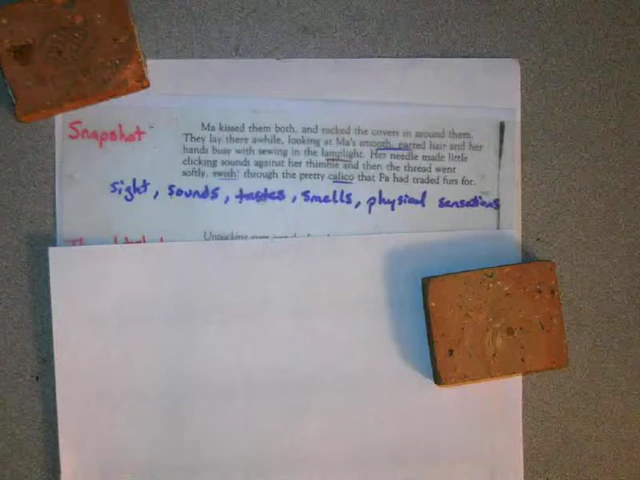 Snapshot
Ma kissed them both, and tucked the covers in around them.
They lay there awhile, looking at Ma's smooth, parted hair and her
hands busy with sewing in the lamplight. Her needle made little
clicking sounds against her thimble and then the thread went
softly, swish! through the pretty calico that Pa had traded furs for.
sight, sounds, tastes, smells, physical sensations